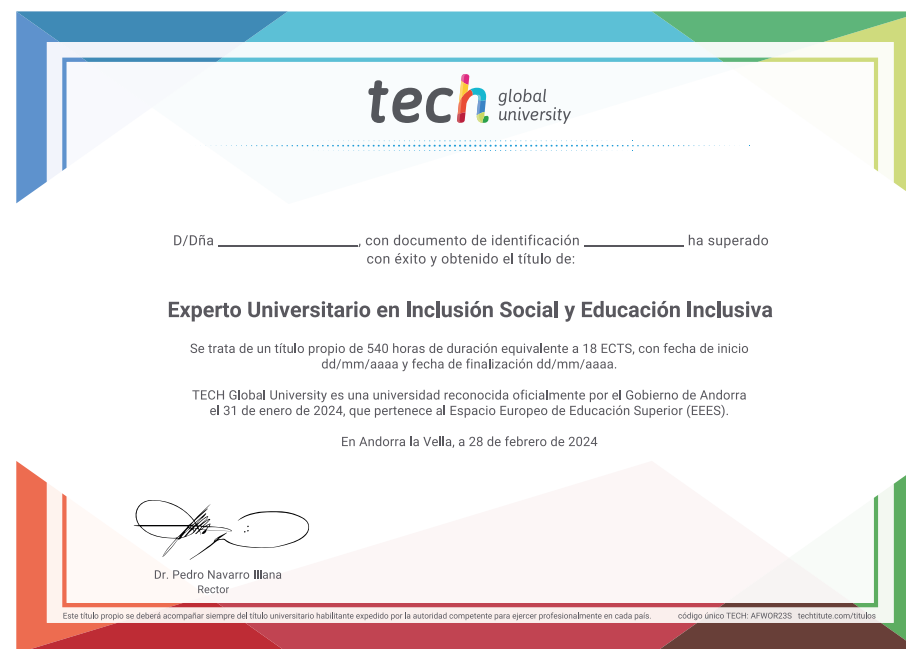 tech global university
D/Dña ____________________, con documento de identificación ______________ ha superado
con éxito y obtenido el título de:
Experto Universitario en Inclusión Social y Educación Inclusiva
Se trata de un título propio de 540 horas de duración equivalente a 18 ECTS, con fecha de inicio
dd/mm/aaaa y fecha de finalización dd/mm/aaaa.
TECH Global University es una universidad reconocida oficialmente por el Gobierno de Andorra
el 31 de enero de 2024, que pertenece al Espacio Europeo de Educación Superior (EEES).
En Andorra la Vella, a 28 de febrero de 2024
Dr. Pedro Navarro Illana
Rector
Este título propio se deberá acompañar siempre del título universitario habilitante expedido por la autoridad competente para ejercer profesionalmente en cada país. código único TECH: AFWOR23S techtitute.com/titulos